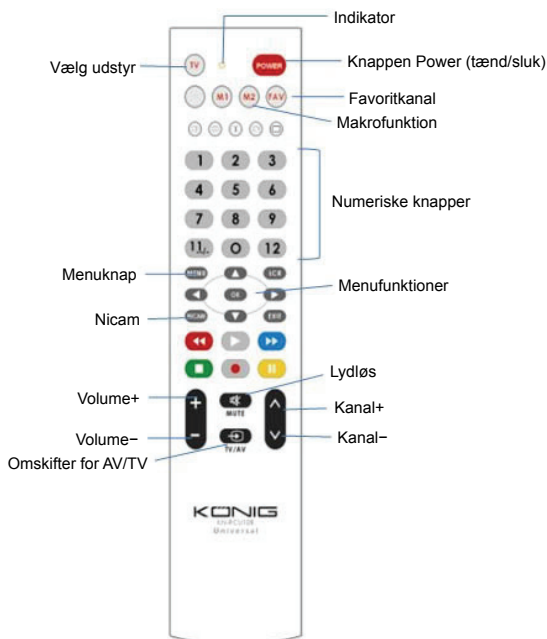 Indikator
Vælg udstyr
TV
POWER
Knappen Power (tænd/sluk)
M1 M2 FAV
Favoritkanal
Makrofunktion
1 2 3
4 5 6
7 8 9
Numeriske knapper
11 0 12
Menuknap
MENU
OK
Menufunktioner
Nicam
NICAM
EXIT
Lydløs
Volume+
+
MUTE
Kanal+
Volume−
−
Kanal−
Omskifter for AV/TV
TV/AV
KÖNIG
Universal